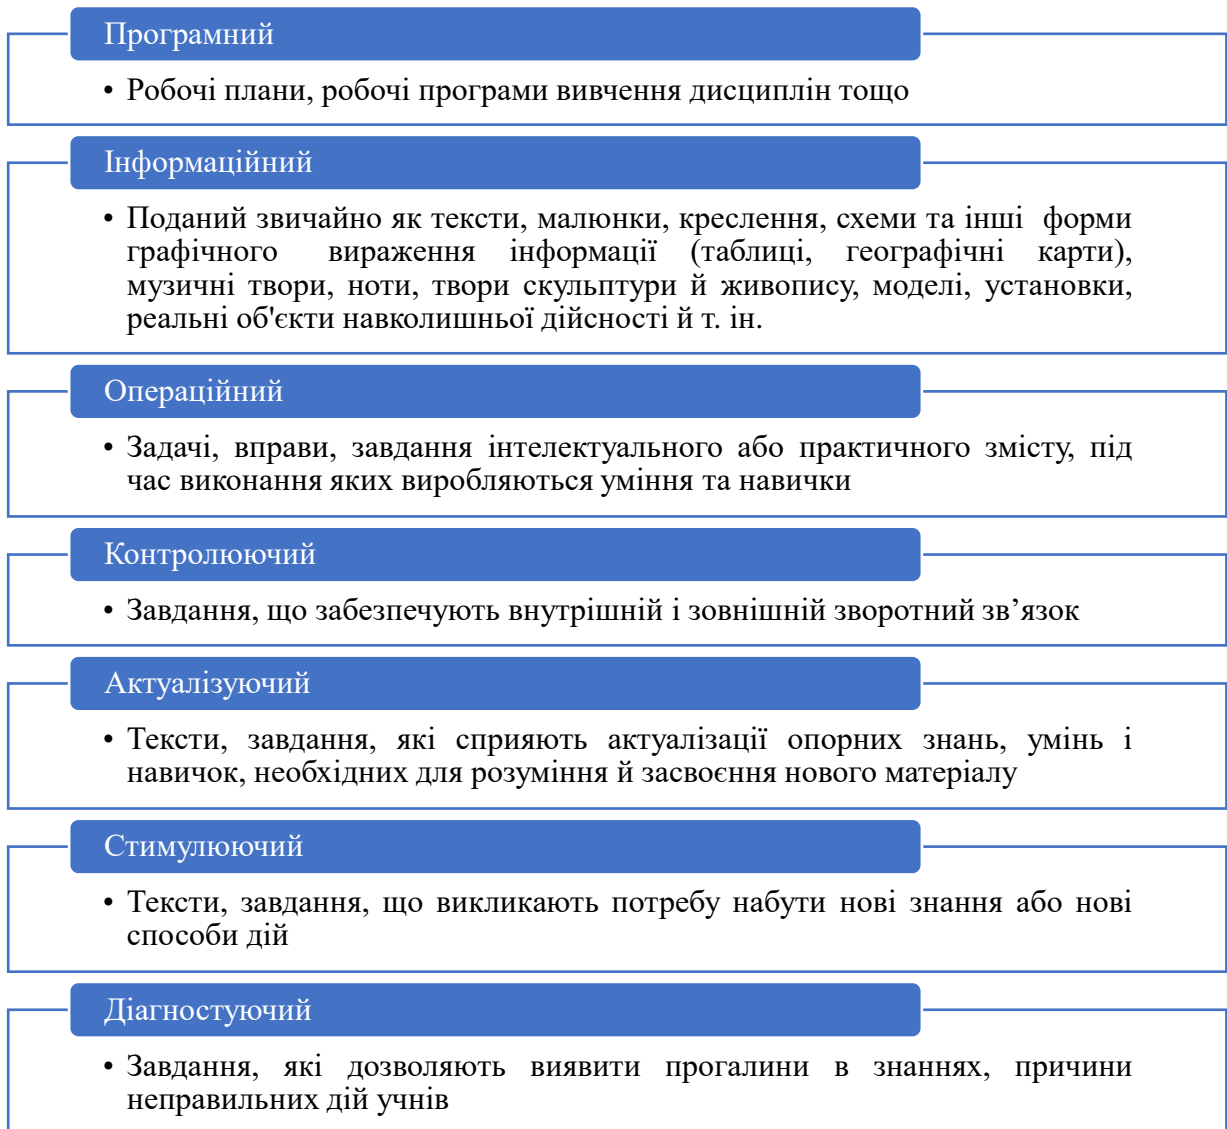 Програмний
• Робочі плани, робочі програми вивчення дисциплін тощо
Інформаційний
• Поданий звичайно як тексти, малюнки, креслення, схеми та інші форми
графічного вираження інформації (таблиці, географічні карти),
музичні твори, ноти, твори скульптури й живопису, моделі, установки,
реальні об'єкти навколишньої дійсності й т. ін.
Операційний
• Задачі, вправи, завдання інтелектуального або практичного змісту, під
час виконання яких виробляються уміння та навички
Контролюючий
• Завдання, що забезпечують внутрішній і зовнішній зворотний зв’язок
Актуалізуючий
• Тексти, завдання, які сприяють актуалізації опорних знань, умінь і
навичок, необхідних для розуміння й засвоєння нового матеріалу
Стимулюючий
• Тексти, завдання, що викликають потребу набути нові знання або нові
способи дій
Діагностуючий
• Завдання, які дозволяють виявити прогалини в знаннях, причини
неправильних дій учнів